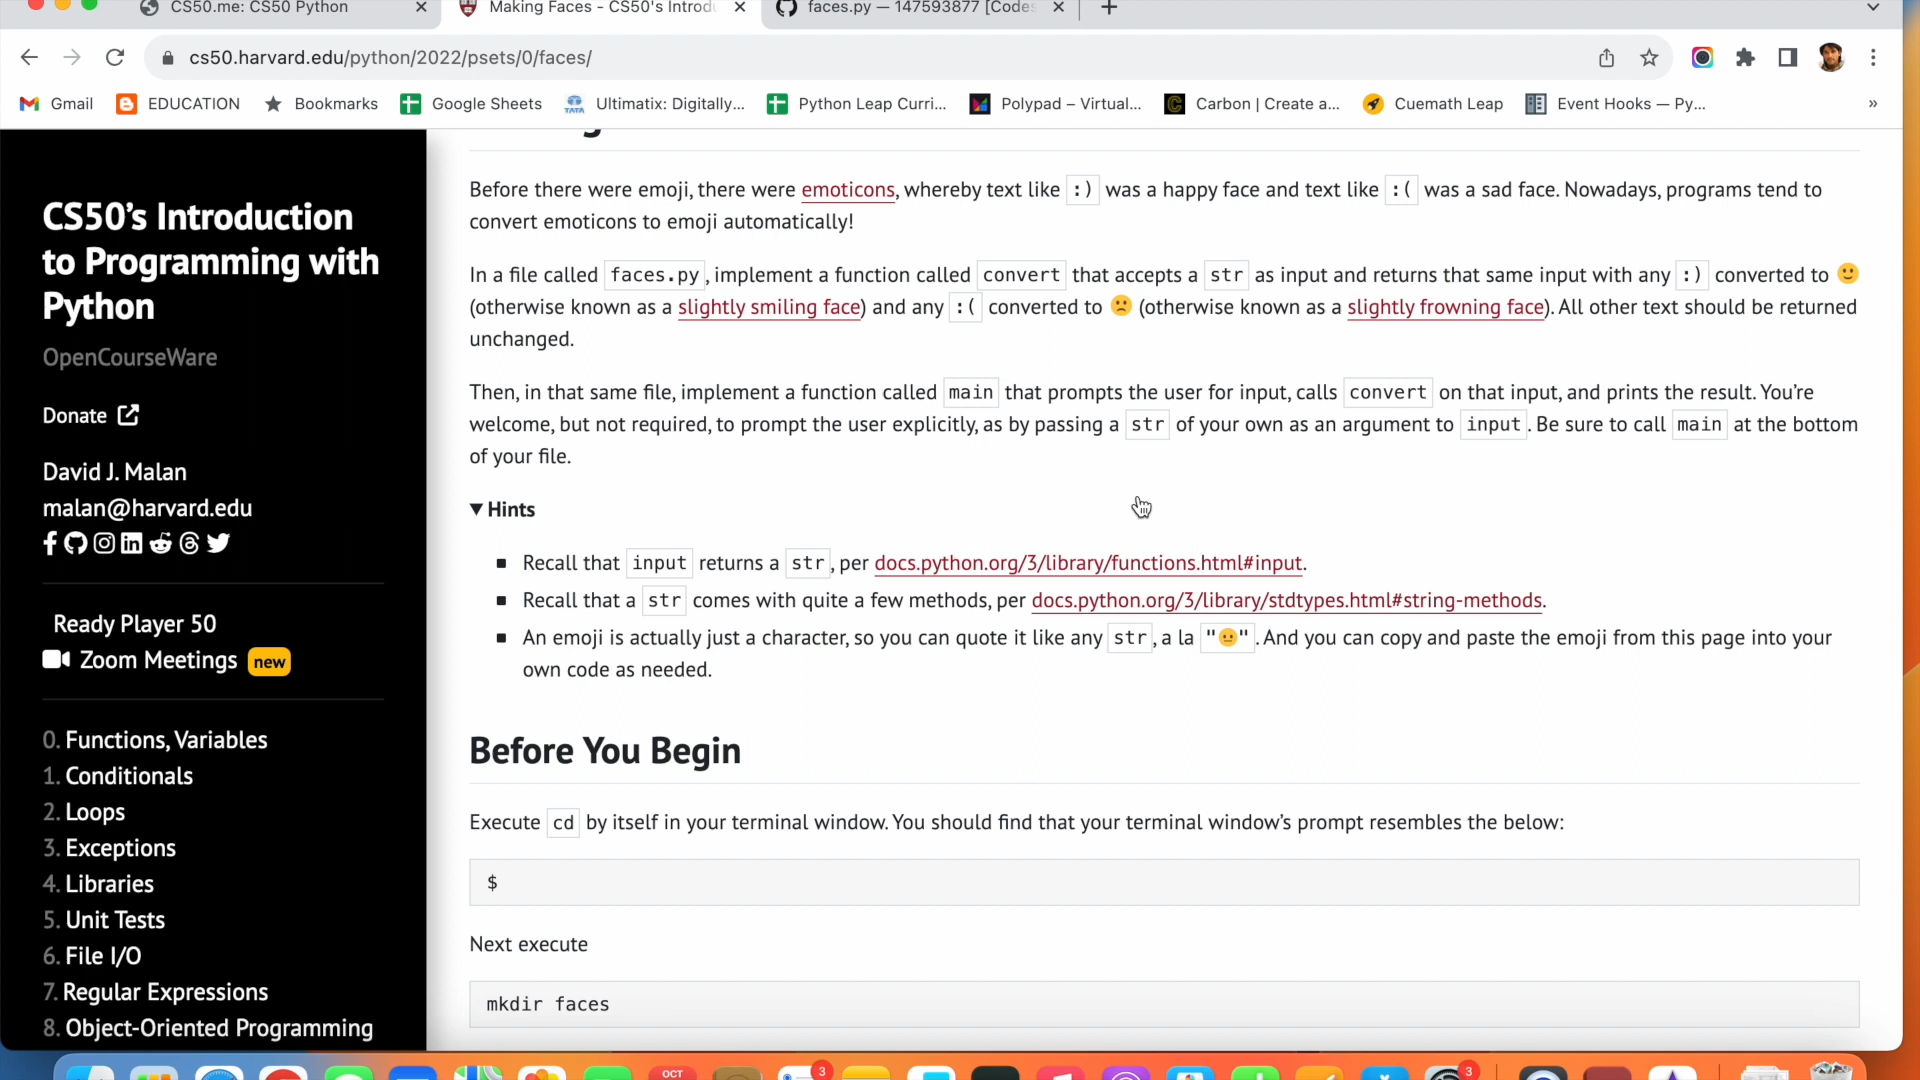 CS50.me: CS50 Python
Making Faces - CS50's Introdu
faces.py — 147593877 [Codes
cs50.harvard.edu/python/2022/psets/0/faces/
Gmail
EDUCATION
Bookmarks
Google Sheets
Ultimatix: Digitally...
Python Leap Curri...
Polypad – Virtual...
Carbon | Create a...
Cuemath Leap
Event Hooks — Py...
»
CS50's Introduction
to Programming with
Python
OpenCourseWare
Donate
David J. Malan
malan@harvard.edu
Ready Player 50
Zoom Meetings new
0. Functions, Variables
1. Conditionals
2. Loops
3. Exceptions
4. Libraries
5. Unit Tests
6. File I/O
7. Regular Expressions
8. Object-Oriented Programming
Before there were emoji, there were emoticons, whereby text like :) was a happy face and text like :( was a sad face. Nowadays, programs tend to
convert emoticons to emoji automatically!
In a file called faces.py, implement a function called convert that accepts a str as input and returns that same input with any :) converted to 🙂
(otherwise known as a slightly smiling face) and any :( converted to 🙁 (otherwise known as a slightly frowning face). All other text should be returned
unchanged.
Then, in that same file, implement a function called main that prompts the user for input, calls convert on that input, and prints the result. You're
welcome, but not required, to prompt the user explicitly, as by passing a str of your own as an argument to input. Be sure to call main at the bottom
of your file.
▼ Hints
Recall that input returns a str, per docs.python.org/3/library/functions.html#input.
Recall that a str comes with quite a few methods, per docs.python.org/3/library/stdtypes.html#string-methods.
An emoji is actually just a character, so you can quote it like any str, a la "😐". And you can copy and paste the emoji from this page into your
own code as needed.
Before You Begin
Execute cd by itself in your terminal window. You should find that your terminal window's prompt resembles the below:
$
Next execute
mkdir faces
OCT
3
3